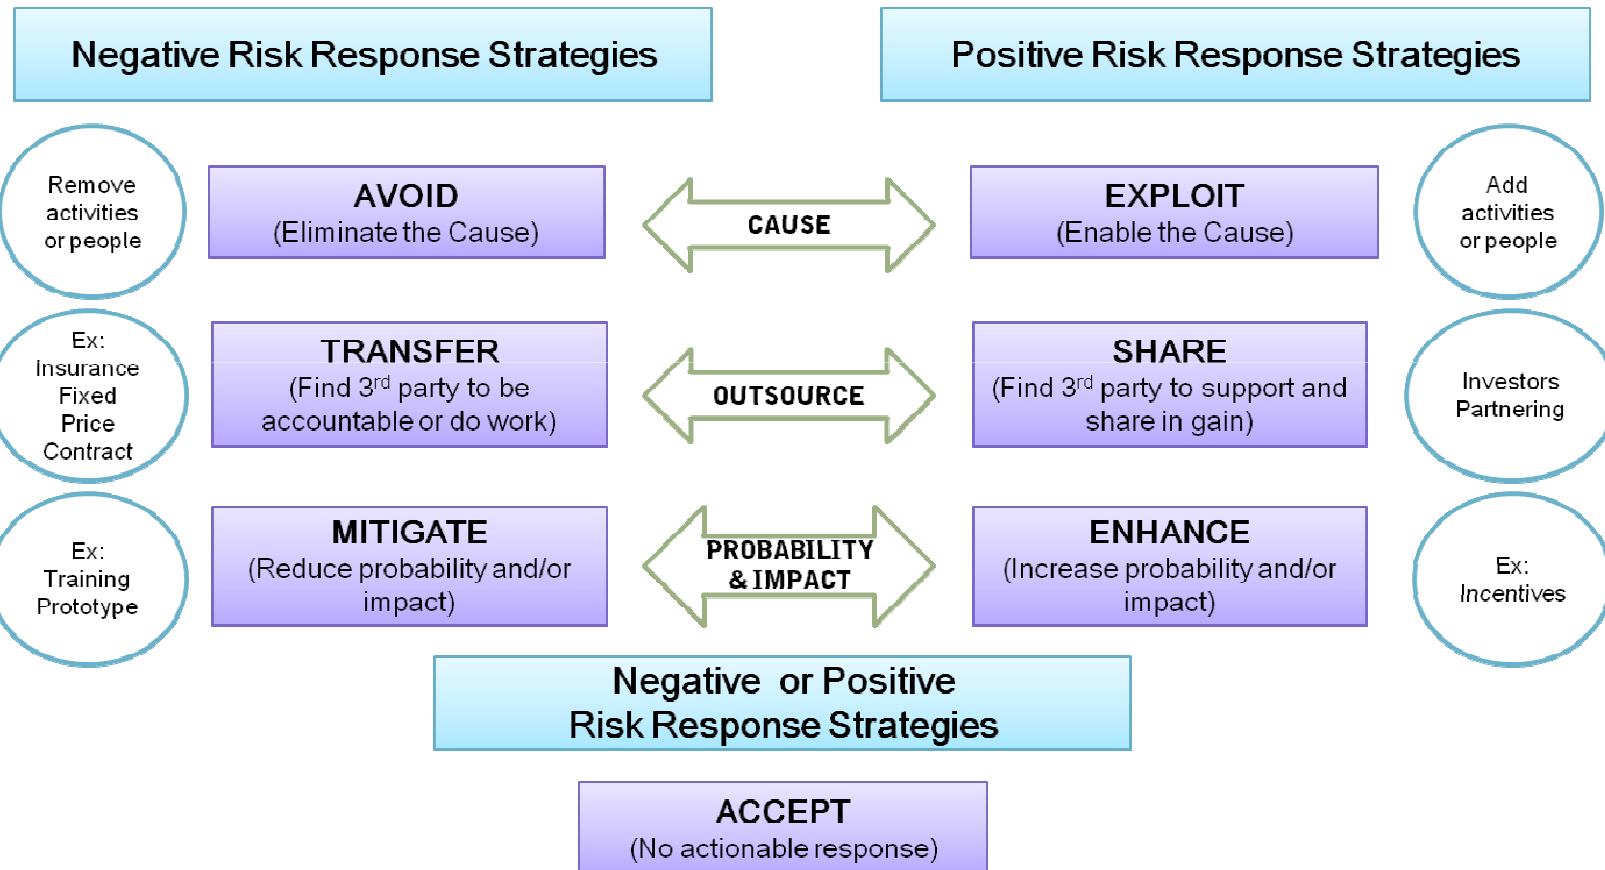 Negative Risk Response Strategies
Positive Risk Response Strategies
Remove
activities
or people
AVOID
(Eliminate the Cause)
CAUSE
EXPLOIT
(Enable the Cause)
Add
activities
or people
Ex:
Insurance
Fixed
Price
Contract
TRANSFER
(Find 3rd party to be
accountable or do work)
OUTSOURCE
SHARE
(Find 3rd party to support and
share in gain)
Investors
Partnering
Ex:
Training
Prototype
MITIGATE
(Reduce probability and/or
impact)
PROBABILITY
& IMPACT
ENHANCE
(Increase probability and/or
impact)
Ex:
Incentives
Negative or Positive
Risk Response Strategies
ACCEPT
(No actionable response)